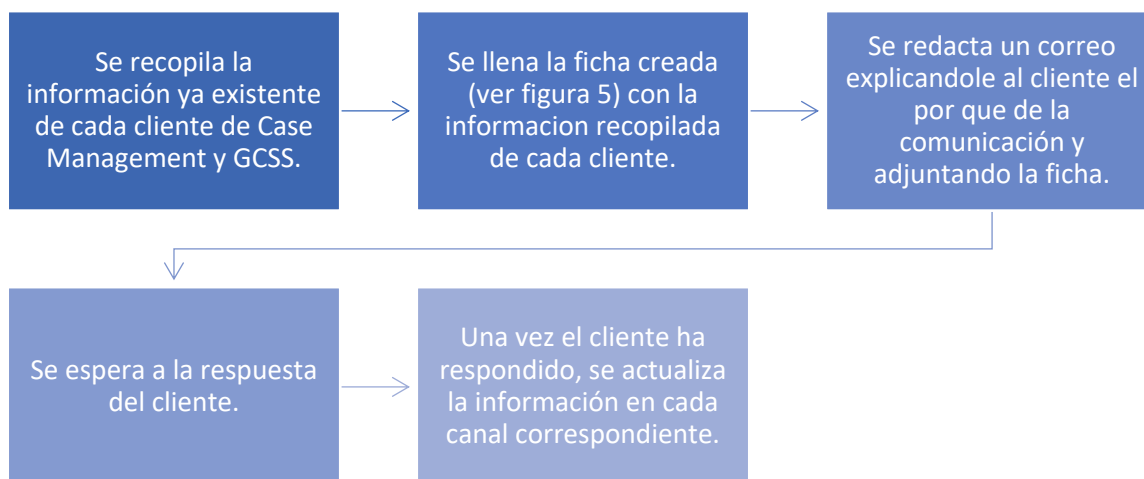 Se recopila la
información ya existente
de cada cliente de Case
Management y GCSS.
Se llena la ficha creada
(ver figura 5) con la
informacion recopilada
de cada cliente.
Se redacta un correo
explicandole al cliente el
por que de la
comunicación y
adjuntando la ficha.
Se espera a la respuesta
del cliente.
Una vez el cliente ha
respondido, se actualiza
la información en cada
canal correspondiente.